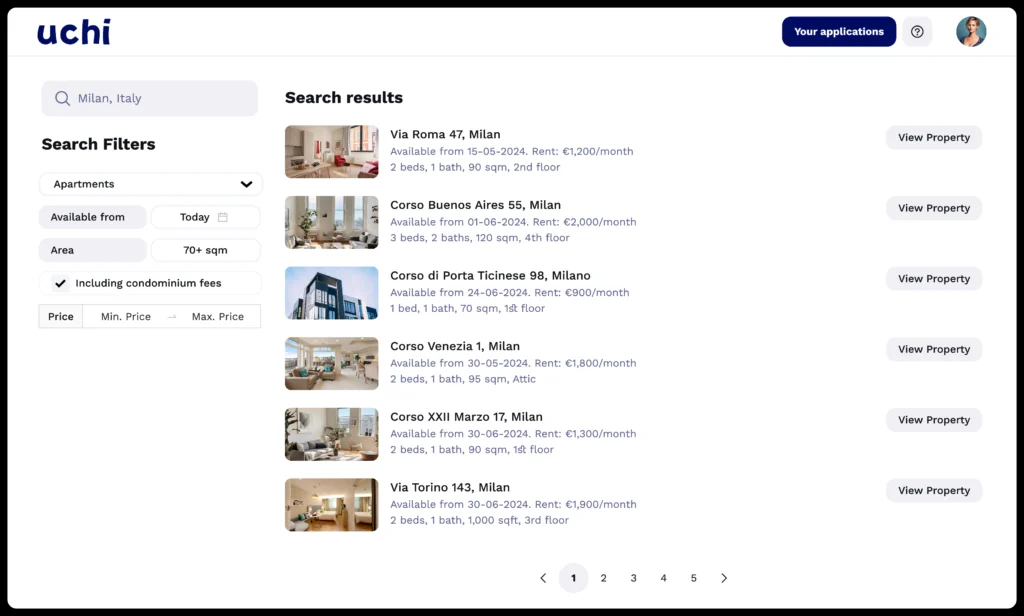 uchi
Your applications
Milan, Italy
Search Filters
Apartments
Available from
Today
Area
70+ sqm
Including condominium fees
Price
Min. Price → Max. Price
Search results
Via Roma 47, Milan
Available from 15-05-2024. Rent: €1,200/month
2 beds, 1 bath, 90 sqm, 2nd floor
View Property
Corso Buenos Aires 55, Milan
Available from 01-06-2024. Rent: €2,000/month
3 beds, 2 baths, 120 sqm, 4th floor
View Property
Corso di Porta Ticinese 98, Milano
Available from 24-06-2024. Rent: €900/month
1 bed, 1 bath, 70 sqm, 1st floor
View Property
Corso Venezia 1, Milan
Available from 30-05-2024. Rent: €1,800/month
2 beds, 1 bath, 95 sqm, Attic
View Property
Corso XXII Marzo 17, Milan
Available from 30-06-2024. Rent: €1,300/month
2 beds, 1 bath, 90 sqm, 1st floor
View Property
Via Torino 143, Milan
Available from 30-06-2024. Rent: €1,900/month
2 beds, 1 bath, 1,000 sqft, 3rd floor
View Property
1 2 3 4 5